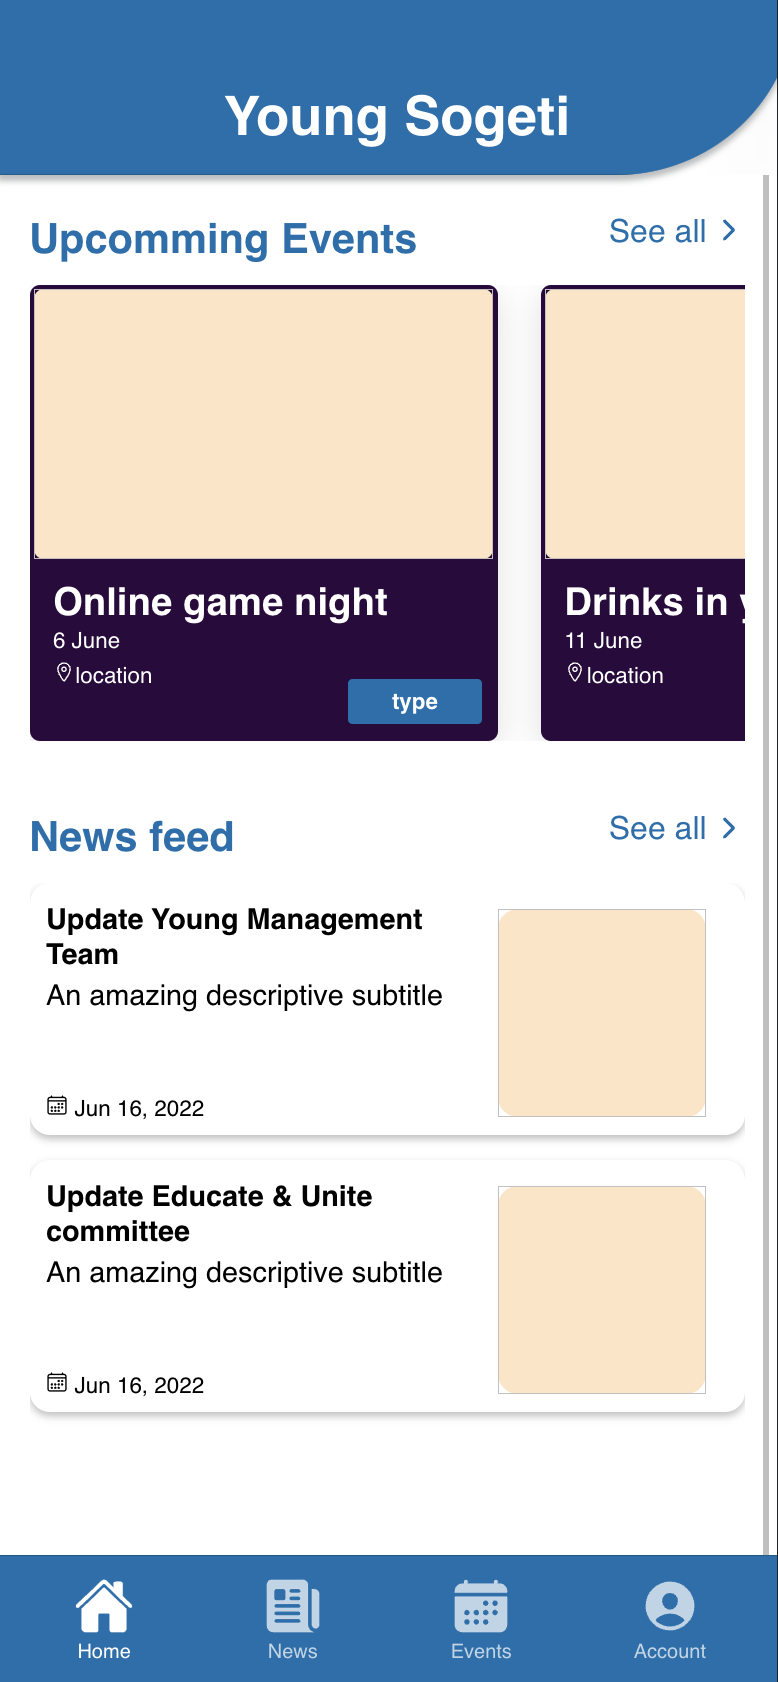 Young Sogeti
Upcomming Events
See all
Online game night
6 June
location
type
Drinks in
11 June
location
News feed
See all
Update Young Management
Team
An amazing descriptive subtitle
Jun 16, 2022
Update Educate & Unite
committee
An amazing descriptive subtitle
Jun 16, 2022
Home
News
Events
Account